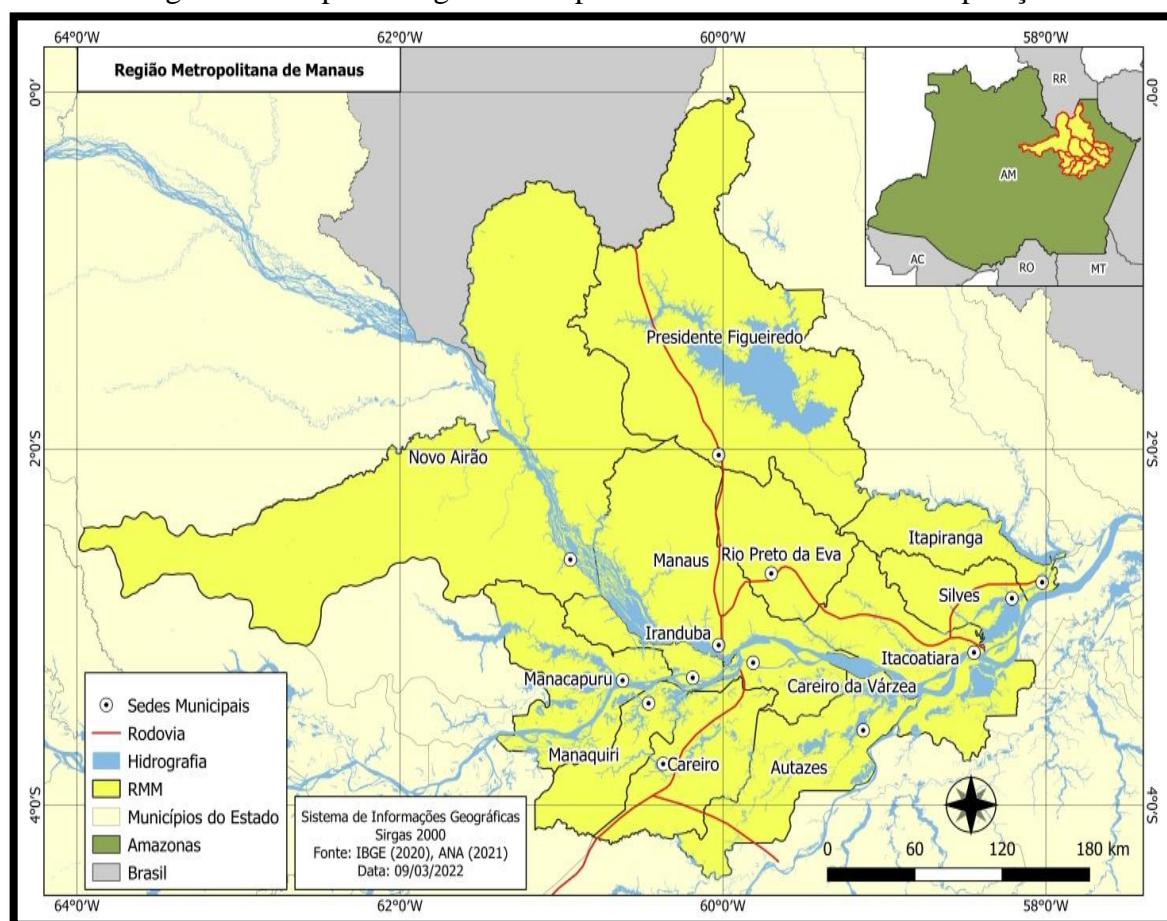 64°0'W
62°0'W
60°0'W
58°0'W
Região Metropolitana de Manaus
0°0'
0°0'
RR
AM
AC
RO
MT
Presidente Figueiredo
2°0'S
2°0'S
Novo Airão
Itapiranga
Manaus
Rio Preto da Eva
Silves
Iranduba
Itacoatiara
Manacapuru
Careiro da Várzea
Manaquiri
Careiro
Autazes
4°0'S
4°0'S
Sedes Municipais
Rodovia
Hidrografia
RMM
Municípios do Estado
Amazonas
Brasil
Sistema de Informações Geográficas
Sirgas 2000
Fonte: IBGE (2020), ANA (2021)
Data: 09/03/2022
0 60 120 180 km
64°0'W
62°0'W
60°0'W
58°0'W